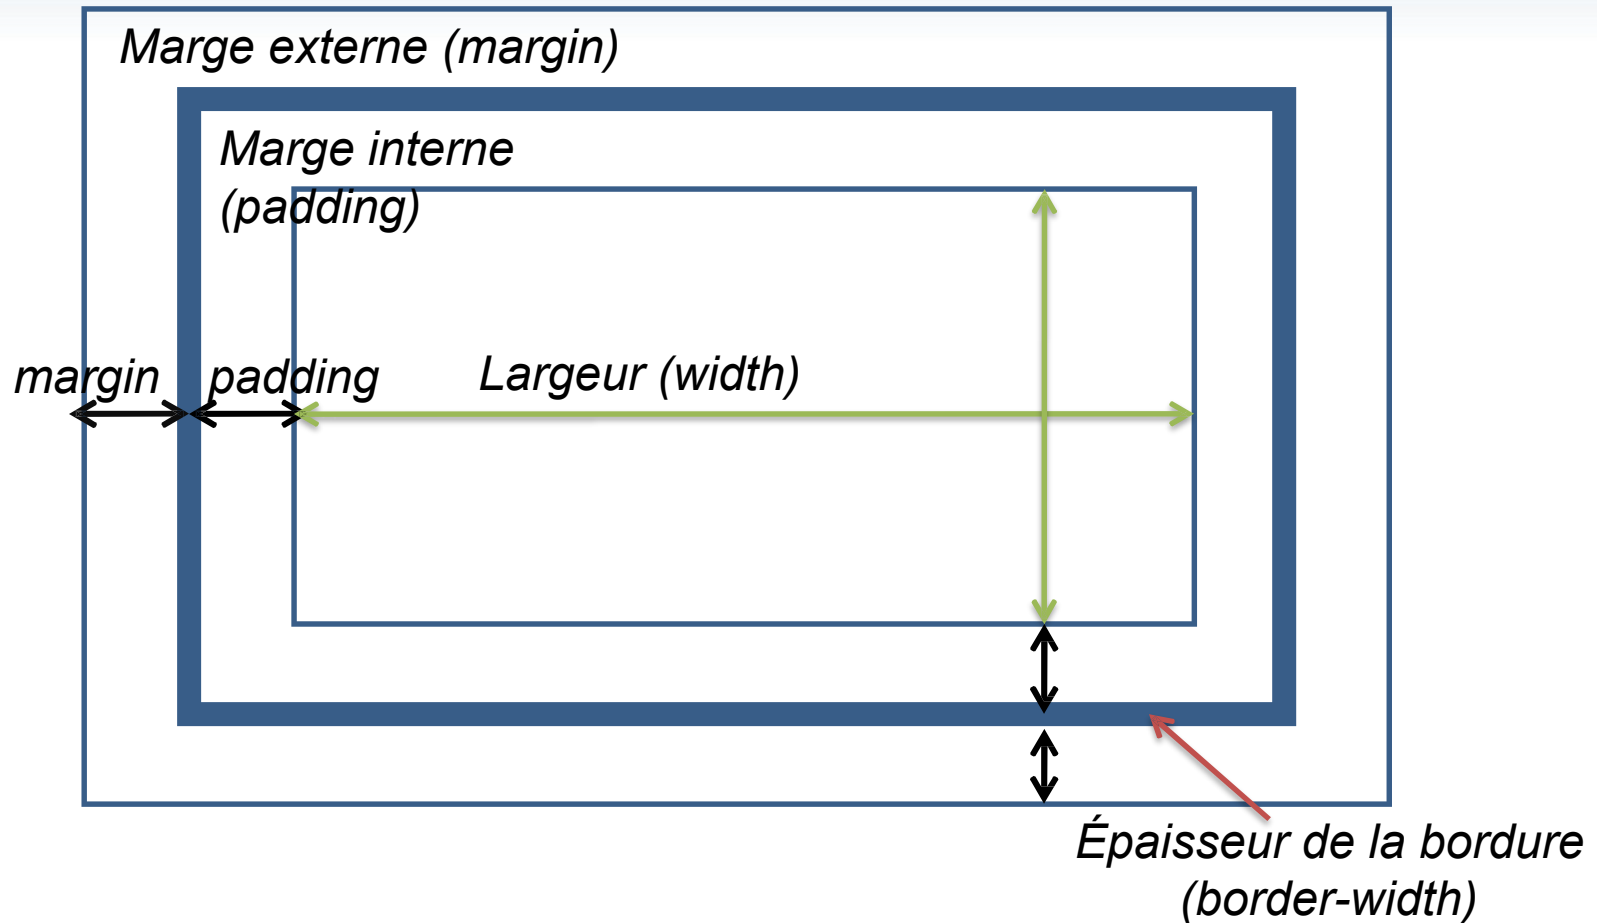 Marge externe (margin)
Marge interne
(padding)
margin
padding
Largeur (width)
Épaisseur de la bordure
(border-width)